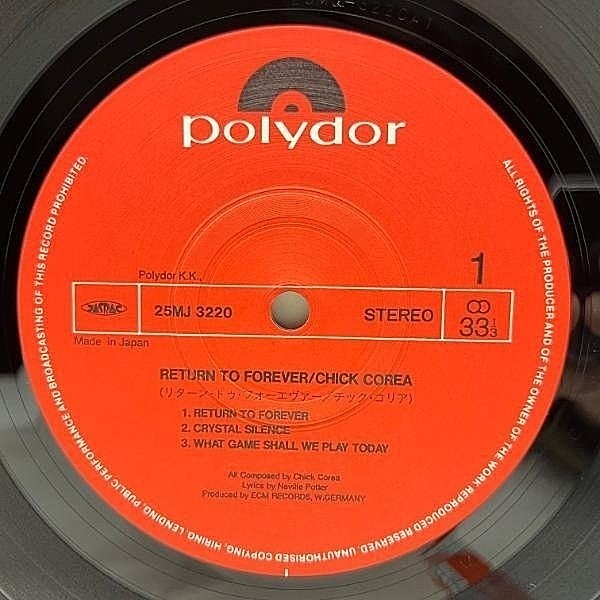 polydor
ALL RIGHTS OF THE PRODUCER AND OF THE OWNER OF THE WORK REPRODUCED RESERVED. UNAUTHORISED COPYING, HIRING, LENDING, PUBLIC PERFORMANCE AND BROADCASTING OF THIS RECORD PROHIBITED.
1
Polydor K.K.,
JASRAC 25MJ 3220 STEREO 33 1/3
Made in Japan
RETURN TO FOREVER/CHICK COREA
(リターン・トゥ・フォーエヴァー/チック・コリア)
1. RETURN TO FOREVER
2. CRYSTAL SILENCE
3. WHAT GAME SHALL WE PLAY TODAY
All Composed by Chick Corea
Lyrics by Neville Potter
Produced by ECM RECORDS, W.GERMANY